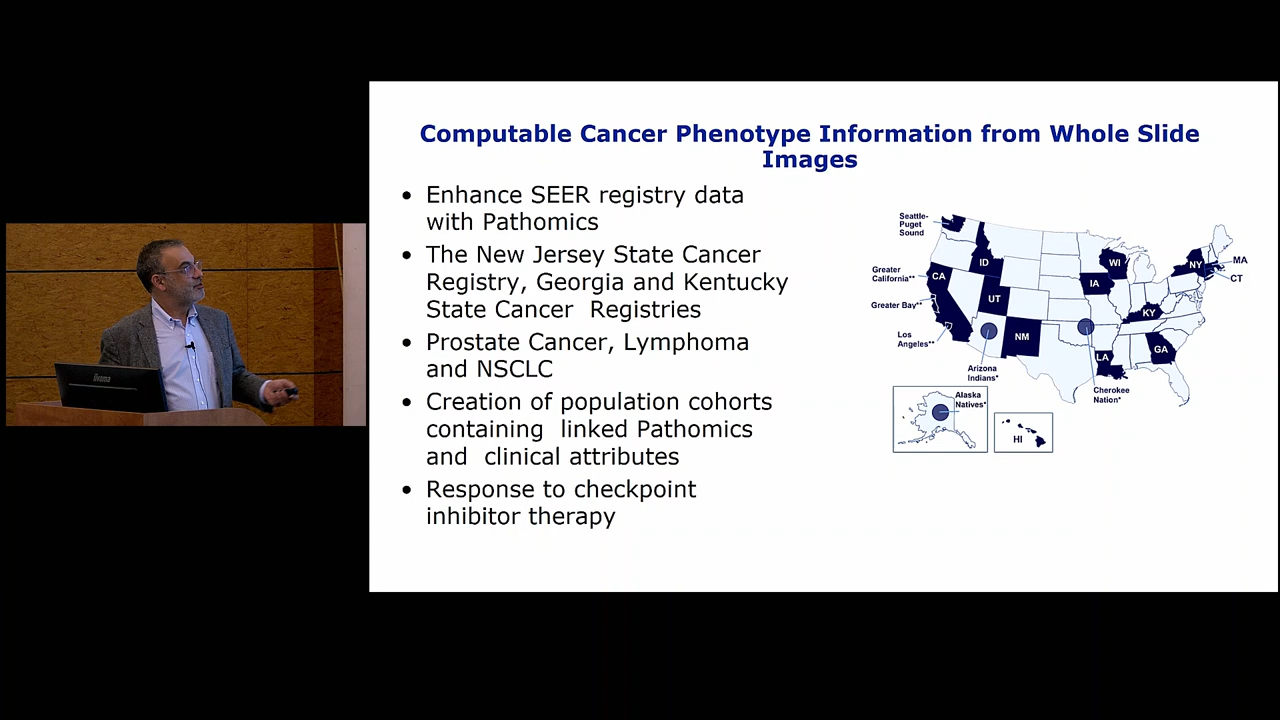 Computable Cancer Phenotype Information from Whole Slide
Images
• Enhance SEER registry data
with Pathomics
• The New Jersey State Cancer
Registry, Georgia and Kentucky
State Cancer Registries
• Prostate Cancer, Lymphoma
and NSCLC
• Creation of population cohorts
containing linked Pathomics
and clinical attributes
• Response to checkpoint
inhibitor therapy
Seattle-
Puget
Sound
ID
WI
NY
MA
CT
Greater
California**
CA
IA
Greater Bay**
UT
KY
Los
Angeles**
NM
GA
LA
Arizona
Indians*
Cherokee
Nation*
Alaska
Natives*
HI